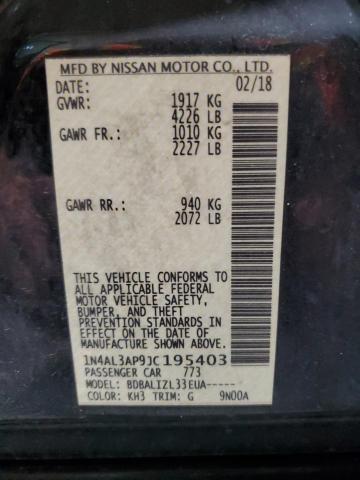 MFD BY NISSAN MOTOR CO., LTD.
DATE: 02/18
GVWR: 1917 KG
4226 LB
GAWR FR.: 1010 KG
2227 LB
GAWR RR.: 940 KG
2072 LB
THIS VEHICLE CONFORMS TO
ALL APPLICABLE FEDERAL
MOTOR VEHICLE SAFETY,
BUMPER, AND THEFT
PREVENTION STANDARDS
IN EFFECT ON THE DATE OF
MANUFACTURE SHOWN ABOVE.
1N4AL3AP9JC195403
PASSENGER CAR 773
MODEL: BDBALIZL33EUA-----
COLOR: KH3 TRIM: G 9N00A